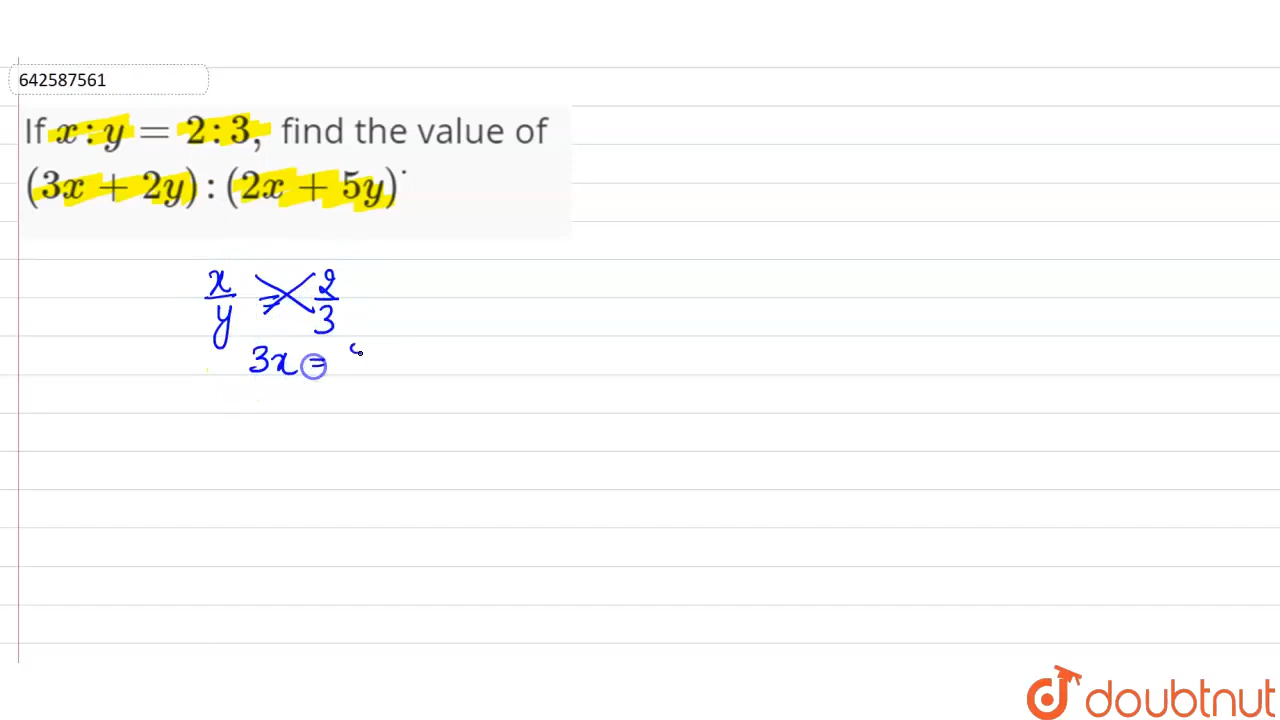 642587561
If x : y = 2 : 3, find the value of
(3x + 2y) : (2x + 5y)˙
x/y = 2/3
3x =
doubtnut